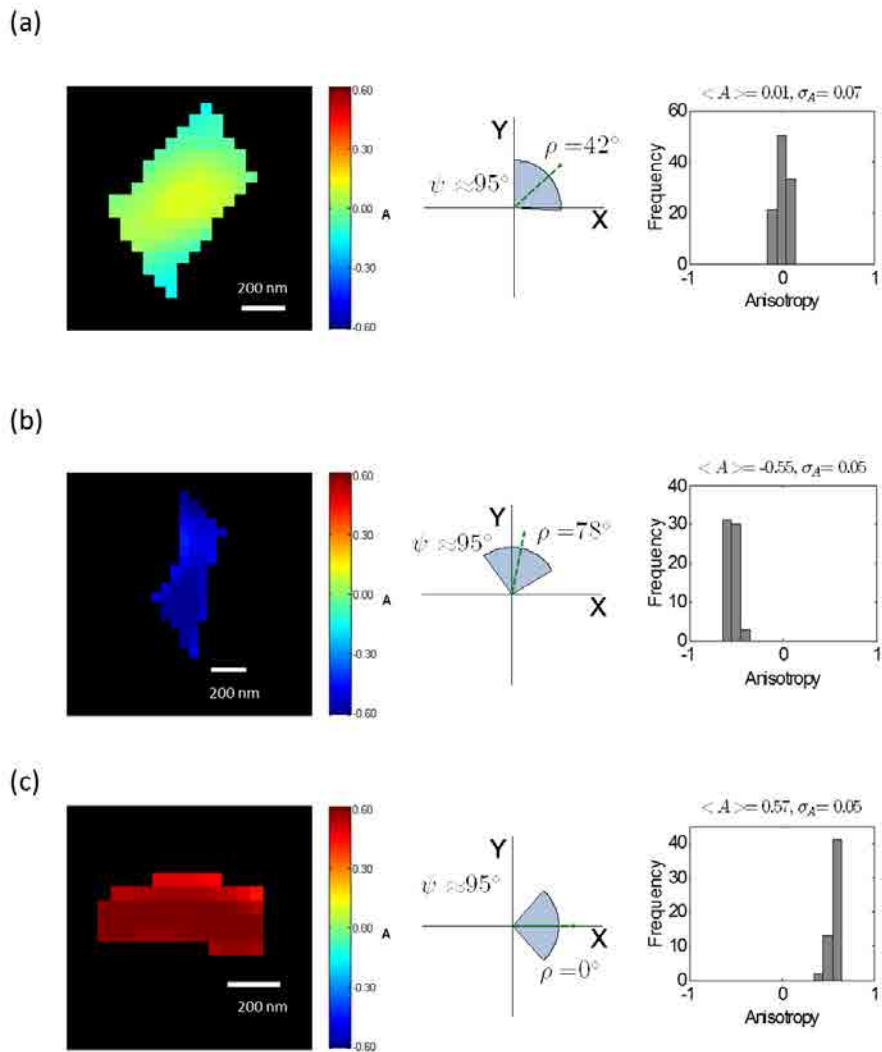 (a)
0.60
0.30
0.00
-0.30
-0.60
A
200 nm
Y
X
ρ = 42°
ψ ≈95°
< A >= 0.01, σ_A= 0.07
60
40
20
0
Frequency
-1 0 1
Anisotropy
(b)
0.60
0.30
0.00
-0.30
-0.60
A
200 nm
Y
X
ρ = 78°
ψ ≈95°
< A >= -0.55, σ_A= 0.05
40
30
20
10
0
Frequency
-1 0 1
Anisotropy
(c)
0.60
0.30
0.00
-0.30
-0.60
A
200 nm
Y
X
ψ ≈95°
ρ = 0°
< A >= 0.57, σ_A= 0.05
40
30
20
10
0
Frequency
-1 0 1
Anisotropy